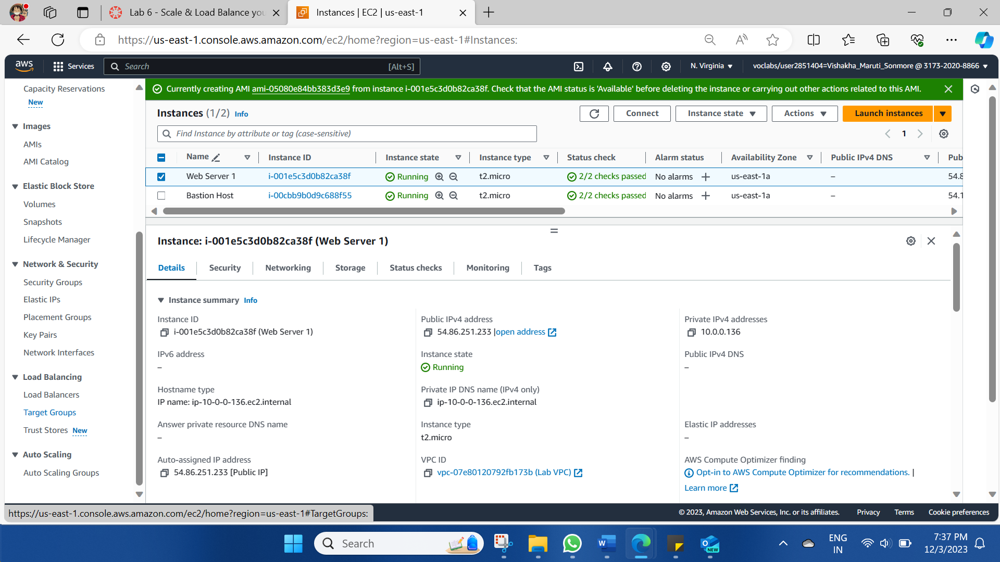 Lab 6 - Scale & Load Balance you
Instances | EC2 | us-east-1
https://us-east-1.console.aws.amazon.com/ec2/home?region=us-east-1#Instances:
aws
Services
Search
[Alt+S]
N. Virginia
voclabs/user2851404=Vishakha_Maruti_Sonmore @ 3173-2020-8866
Capacity Reservations
New
Images
AMIs
AMI Catalog
Elastic Block Store
Volumes
Snapshots
Lifecycle Manager
Network & Security
Security Groups
Elastic IPs
Placement Groups
Key Pairs
Network Interfaces
Load Balancing
Load Balancers
Target Groups
Trust Stores New
Auto Scaling
Auto Scaling Groups
Currently creating AMI ami-05080e84bb383d3e9 from instance i-001e5c3d0b82ca38f. Check that the AMI status is 'Available' before deleting the instance or carrying out other actions related to this AMI.
Instances (1/2) Info
Connect
Instance state
Actions
Launch instances
Find Instance by attribute or tag (case-sensitive)
1
Name Instance ID Instance state Instance type Status check Alarm status Availability Zone Public IPv4 DNS Pub
Web Server 1 i-001e5c3d0b82ca38f Running t2.micro 2/2 checks passed No alarms + us-east-1a – 54.8
Bastion Host i-00cbb9b0d9c688f55 Running t2.micro 2/2 checks passed No alarms + us-east-1a – 54.1
Instance: i-001e5c3d0b82ca38f (Web Server 1)
Details Security Networking Storage Status checks Monitoring Tags
Instance summary Info
Instance ID
i-001e5c3d0b82ca38f (Web Server 1)
Public IPv4 address
54.86.251.233 |open address
Private IPv4 addresses
10.0.0.136
IPv6 address
–
Instance state
Running
Public IPv4 DNS
–
Hostname type
IP name: ip-10-0-0-136.ec2.internal
Private IP DNS name (IPv4 only)
ip-10-0-0-136.ec2.internal
Answer private resource DNS name
–
Instance type
t2.micro
Elastic IP addresses
–
Auto-assigned IP address
54.86.251.233 [Public IP]
VPC ID
vpc-07e80120792fb173b (Lab VPC)
AWS Compute Optimizer finding
Opt-in to AWS Compute Optimizer for recommendations. |
Learn more
https://us-east-1.console.aws.amazon.com/ec2/home?region=us-east-1#TargetGroups:
© 2023, Amazon Web Services, Inc. or its affiliates.
Privacy
Terms
Cookie preferences
Search
W
O
NEW
ENG
IN
7:37 PM
12/3/2023